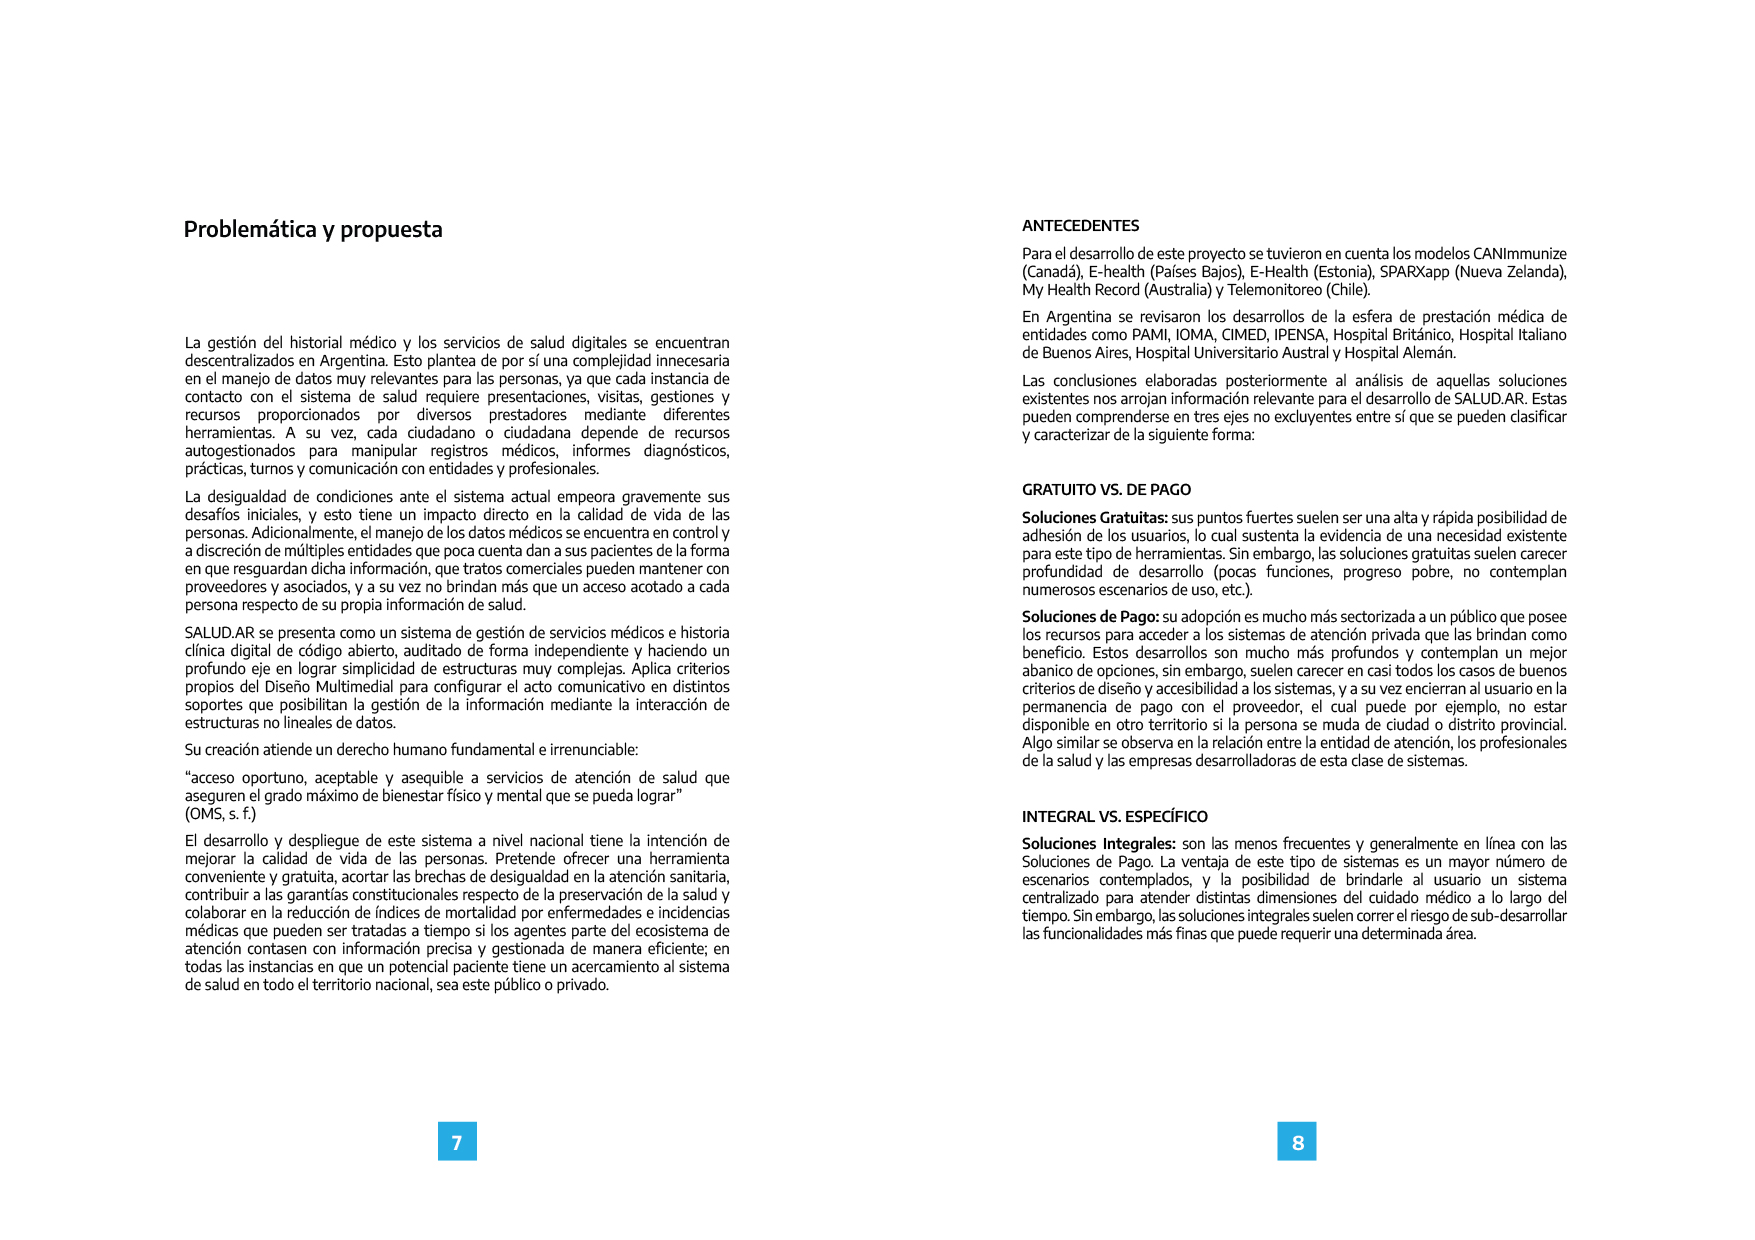 Problemática y propuesta
La gestión del historial médico y los servicios de salud digitales se encuentran
descentralizados en Argentina. Esto plantea de por sí una complejidad innecesaria
en el manejo de datos muy relevantes para las personas, ya que cada instancia de
contacto con el sistema de salud requiere presentaciones, visitas, gestiones y
recursos proporcionados por diversos prestadores mediante diferentes
herramientas. A su vez, cada ciudadano o ciudadana depende de recursos
autogestionados para manipular registros médicos, informes diagnósticos,
prácticas, turnos y comunicación con entidades y profesionales.
La desigualdad de condiciones ante el sistema actual empeora gravemente sus
desafíos iniciales, y esto tiene un impacto directo en la calidad de vida de las
personas. Adicionalmente, el manejo de los datos médicos se encuentra en control y
a discreción de múltiples entidades que poca cuenta dan a sus pacientes de la forma
en que resguardan dicha información, que tratos comerciales pueden mantener con
proveedores y asociados, y a su vez no brindan más que un acceso acotado a cada
persona respecto de su propia información de salud.
SALUD.AR se presenta como un sistema de gestión de servicios médicos e historia
clínica digital de código abierto, auditado de forma independiente y haciendo un
profundo eje en lograr simplicidad de estructuras muy complejas. Aplica criterios
propios del Diseño Multimedial para configurar el acto comunicativo en distintos
soportes que posibilitan la gestión de la información mediante la interacción de
estructuras no lineales de datos.
Su creación atiende un derecho humano fundamental e irrenunciable:
“acceso oportuno, aceptable y asequible a servicios de atención de salud que
aseguren el grado máximo de bienestar físico y mental que se pueda lograr”
(OMS, s. f.)
El desarrollo y despliegue de este sistema a nivel nacional tiene la intención de
mejorar la calidad de vida de las personas. Pretende ofrecer una herramienta
conveniente y gratuita, acortar las brechas de desigualdad en la atención sanitaria,
contribuir a las garantías constitucionales respecto de la preservación de la salud y
colaborar en la reducción de índices de mortalidad por enfermedades e incidencias
médicas que pueden ser tratadas a tiempo si los agentes parte del ecosistema de
atención contasen con información precisa y gestionada de manera eficiente; en
todas las instancias en que un potencial paciente tiene un acercamiento al sistema
de salud en todo el territorio nacional, sea este público o privado.
7
ANTECEDENTES
Para el desarrollo de este proyecto se tuvieron en cuenta los modelos CANImmunize
(Canadá), E-health (Países Bajos), E-Health (Estonia), SPARXapp (Nueva Zelanda),
My Health Record (Australia) y Telemonitoreo (Chile).
En Argentina se revisaron los desarrollos de la esfera de prestación médica de
entidades como PAMI, IOMA, CIMED, IPENSA, Hospital Británico, Hospital Italiano
de Buenos Aires, Hospital Universitario Austral y Hospital Alemán.
Las conclusiones elaboradas posteriormente al análisis de aquellas soluciones
existentes nos arrojan información relevante para el desarrollo de SALUD.AR. Estas
pueden comprenderse en tres ejes no excluyentes entre sí que se pueden clasificar
y caracterizar de la siguiente forma:
GRATUITO VS. DE PAGO
Soluciones Gratuitas: sus puntos fuertes suelen ser una alta y rápida posibilidad de
adhesión de los usuarios, lo cual sustenta la evidencia de una necesidad existente
para este tipo de herramientas. Sin embargo, las soluciones gratuitas suelen carecer
profundidad de desarrollo (pocas funciones, progreso pobre, no contemplan
numerosos escenarios de uso, etc.).
Soluciones de Pago: su adopción es mucho más sectorizada a un público que posee
los recursos para acceder a los sistemas de atención privada que las brindan como
beneficio. Estos desarrollos son mucho más profundos y contemplan un mejor
abanico de opciones, sin embargo, suelen carecer en casi todos los casos de buenos
criterios de diseño y accesibilidad a los sistemas, y a su vez encierran al usuario en la
permanencia de pago con el proveedor, el cual puede por ejemplo, no estar
disponible en otro territorio si la persona se muda de ciudad o distrito provincial.
Algo similar se observa en la relación entre la entidad de atención, los profesionales
de la salud y las empresas desarrolladoras de esta clase de sistemas.
INTEGRAL VS. ESPECÍFICO
Soluciones Integrales: son las menos frecuentes y generalmente en línea con las
Soluciones de Pago. La ventaja de este tipo de sistemas es un mayor número de
escenarios contemplados, y la posibilidad de brindarle al usuario un sistema
centralizado para atender distintas dimensiones del cuidado médico a lo largo del
tiempo. Sin embargo, las soluciones integrales suelen correr el riesgo de sub-desarrollar
las funcionalidades más finas que puede requerir una determinada área.
8